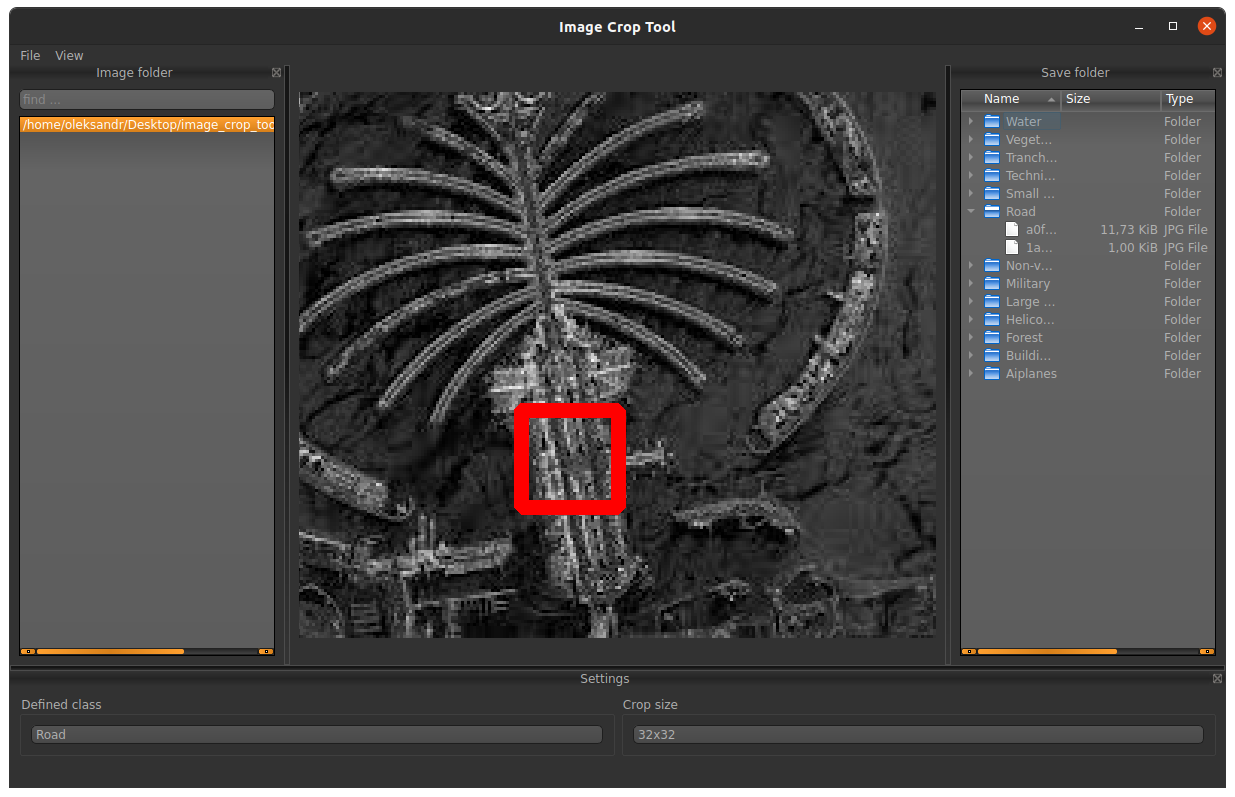 Image Crop Tool
File View
Image folder
find ...
/home/oleksandr/Desktop/image_crop_too
Save folder
Name Size Type
Water Folder
Veget... Folder
Tranch... Folder
Techni... Folder
Small ... Folder
Road Folder
a0f... 11,73 KiB JPG File
1a... 1,00 KiB JPG File
Non-v... Folder
Military Folder
Large ... Folder
Helico... Folder
Forest Folder
Buildi... Folder
Aiplanes Folder
Settings
Defined class
Road
Crop size
32x32